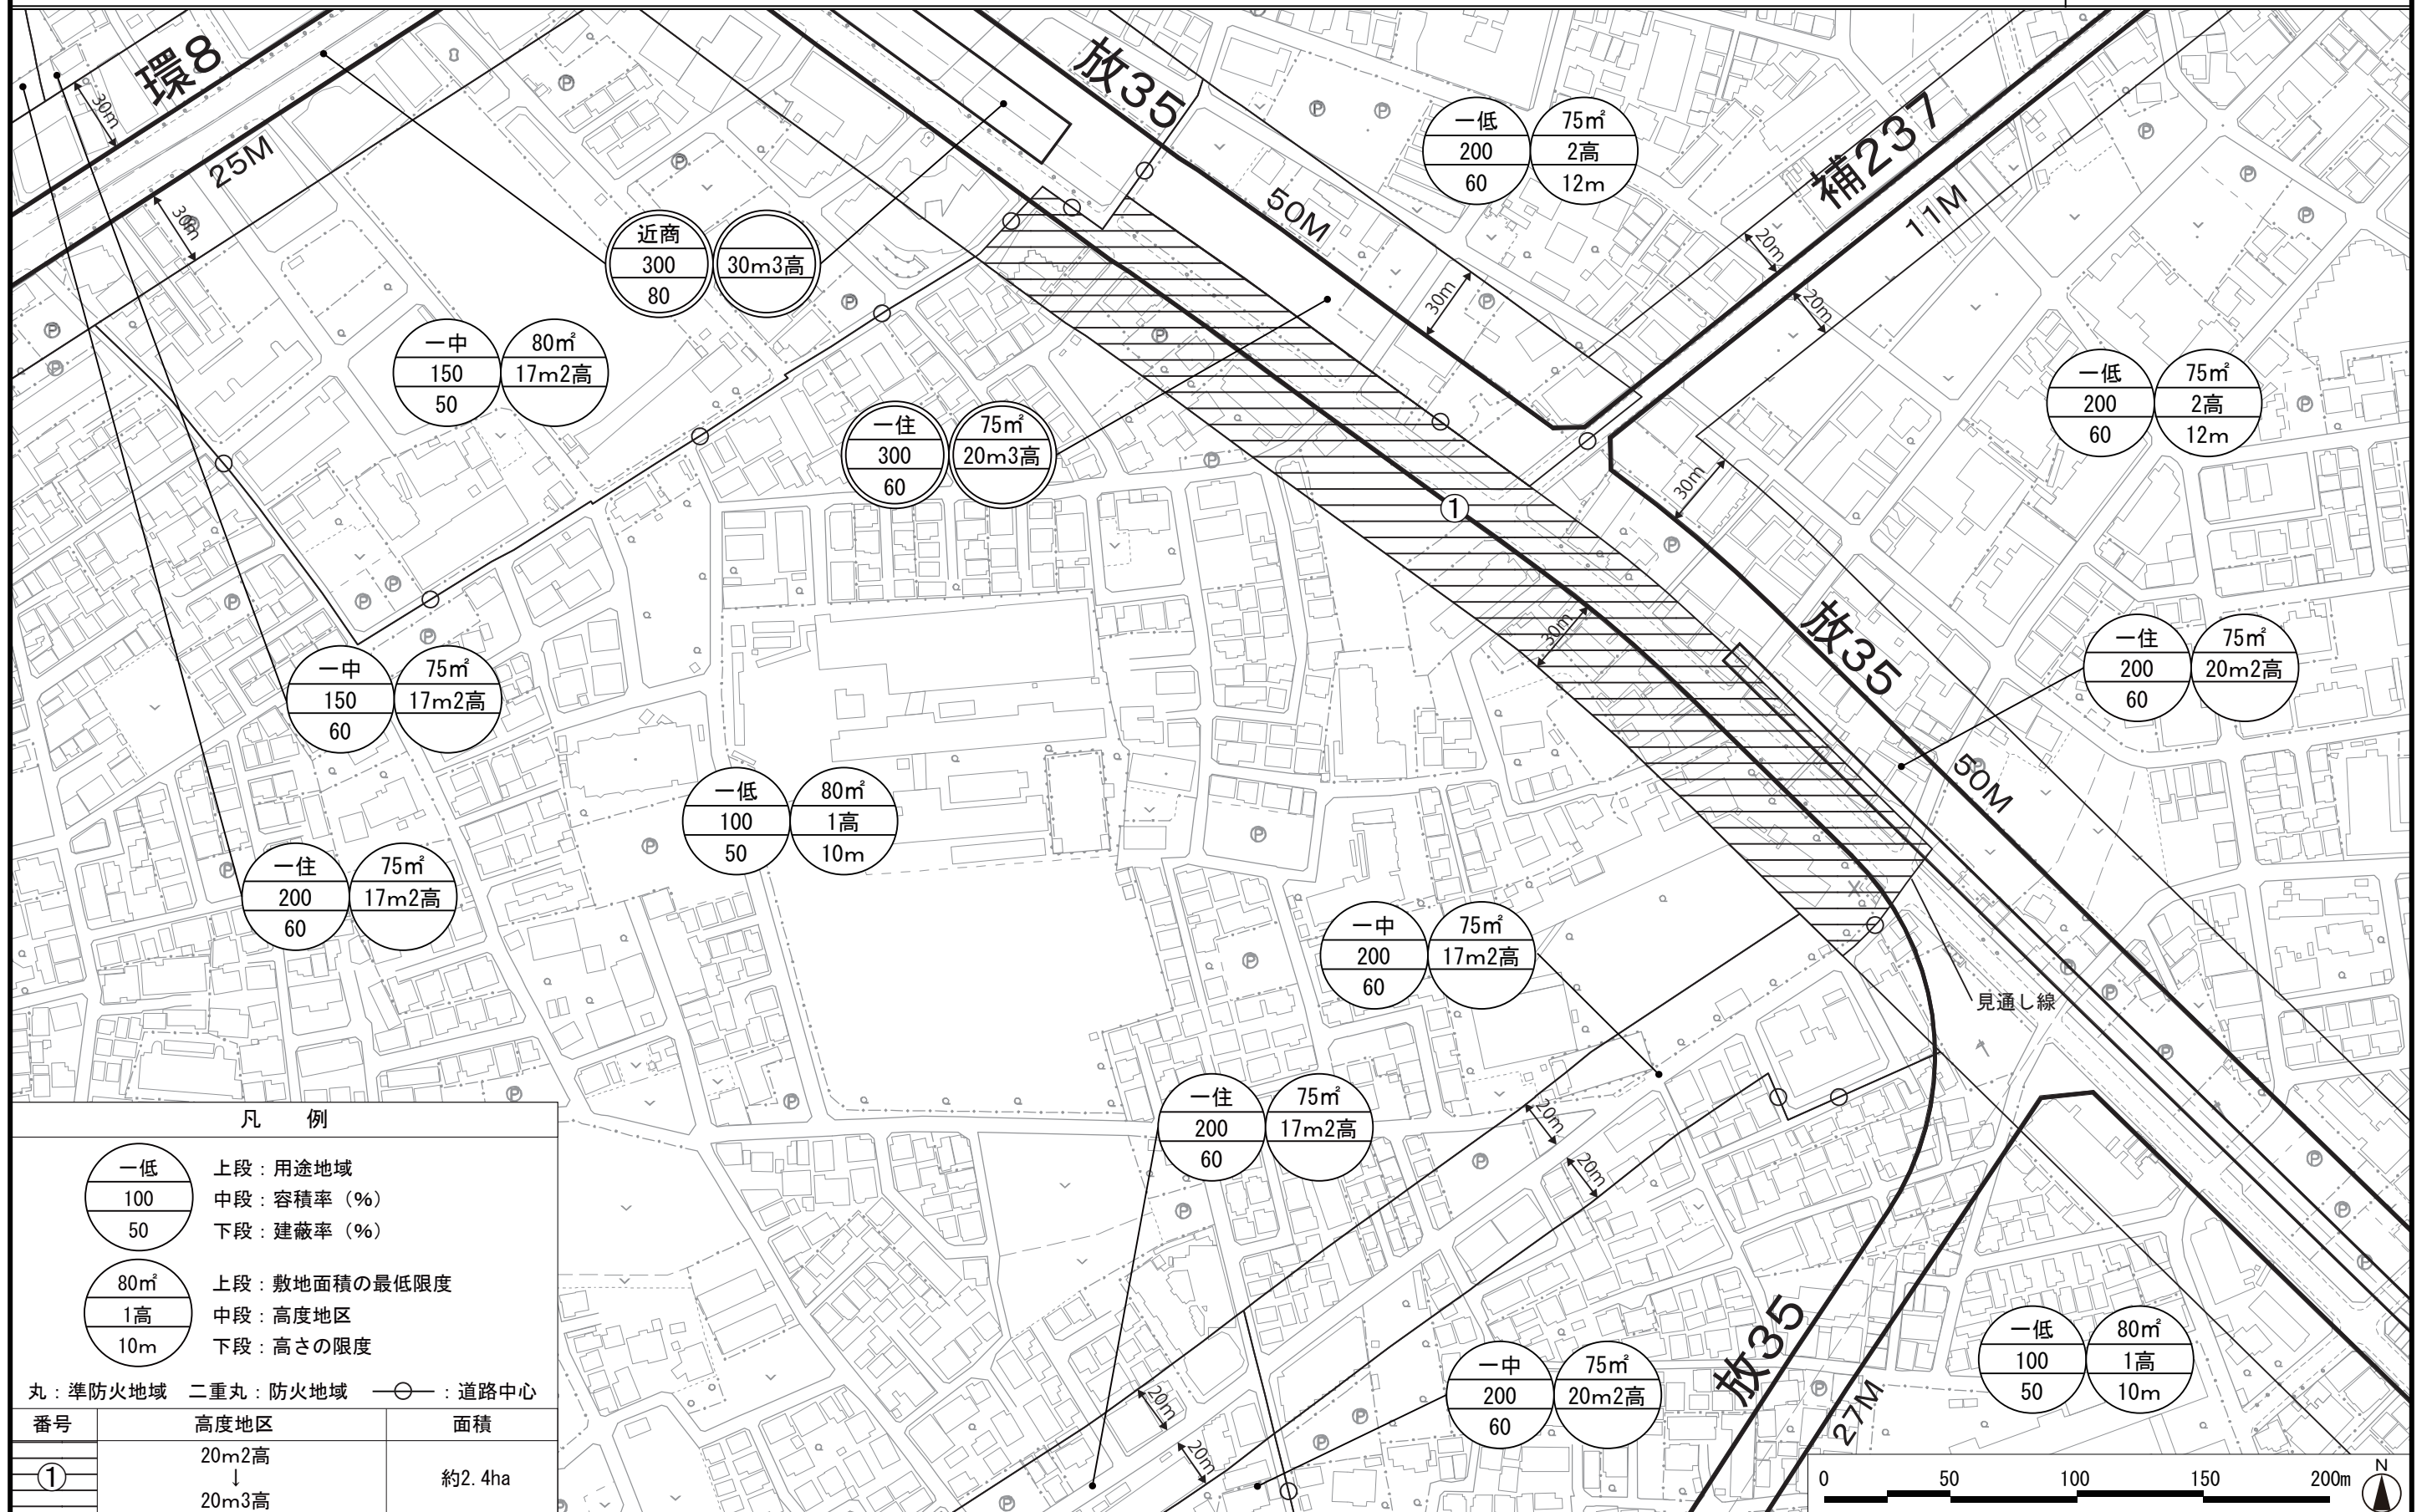 環8
30m
25M
30m
放35
50M
補237
11M
20m
20m
一低
200
60
75㎡
2高
12m
近商
300
80
30m3高
一中
150
50
80㎡
17m2高
一住
300
60
75㎡
20m3高
30m
30m
一低
200
60
75㎡
2高
12m
①
30m
放35
50M
一住
200
60
75㎡
20m2高
一中
150
60
75㎡
17m2高
一低
100
50
80㎡
1高
10m
一住
200
60
75㎡
17m2高
一中
200
60
75㎡
17m2高
見通し線
一住
200
60
75㎡
17m2高
20m
20m
20m
20m
一中
200
60
75㎡
20m2高
放35
27M
一低
100
50
80㎡
1高
10m
凡 例
一低
100
50
上段：用途地域
中段：容積率（%）
下段：建蔽率（%）
80㎡
1高
10m
上段：敷地面積の最低限度
中段：高度地区
下段：高さの限度
丸：準防火地域 二重丸：防火地域 ：道路中心
番号 高度地区 面積
① 20m2高
↓
20m3高
約2.4ha
0 50 100 150 200m
N